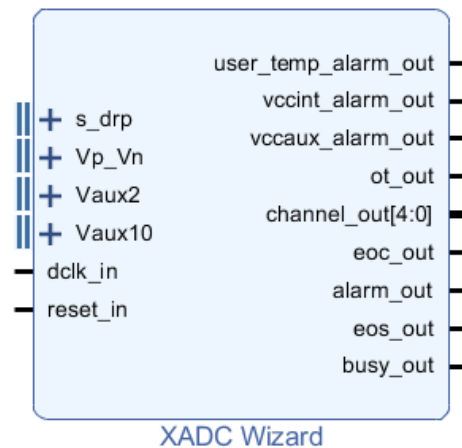 user_temp_alarm_out
vccint_alarm_out
s_drp
vccaux_alarm_out
Vp_Vn
ot_out
Vaux2
channel_out[4:0]
Vaux10
eoc_out
dclk_in
alarm_out
reset_in
eos_out
busy_out
XADC Wizard